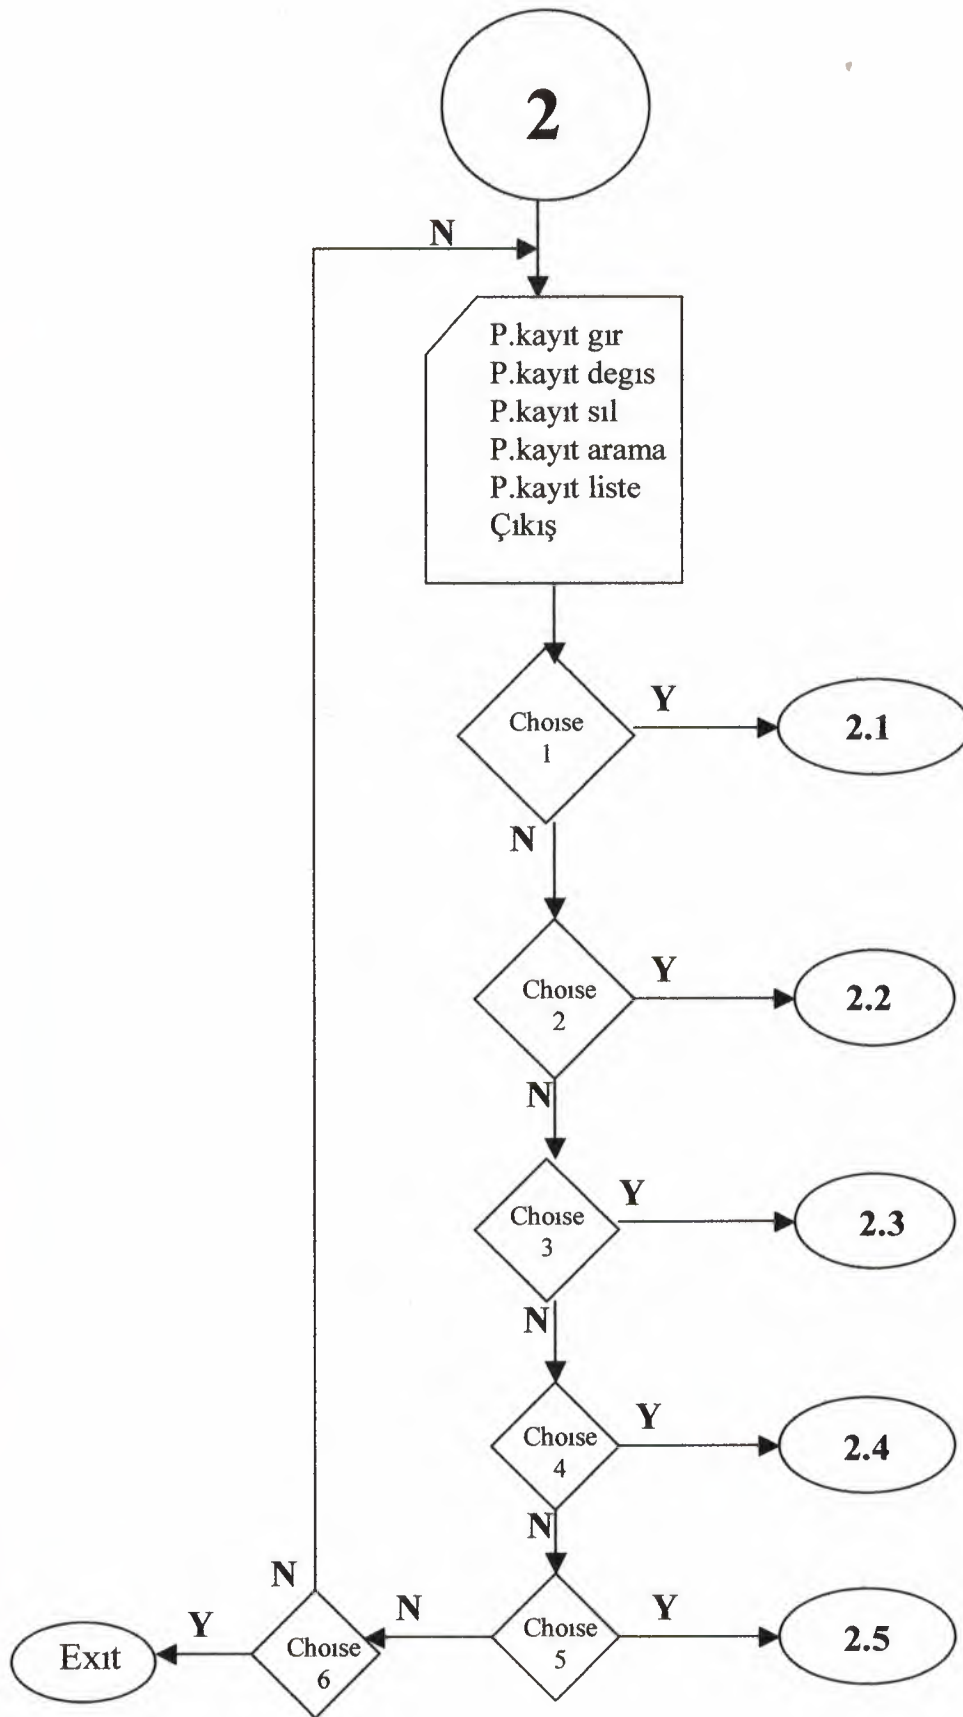 2
N
P.kayıt gır
P.kayıt degıs
P.kayıt sıl
P.kayıt arama
P.kayıt liste
Çıkış
Choıse
1
Y
2.1
N
Choıse
2
Y
2.2
N
Choıse
3
Y
2.3
N
Choıse
4
Y
2.4
N
Choıse
5
Y
2.5
N
Choıse
6
N
Y
Exıt